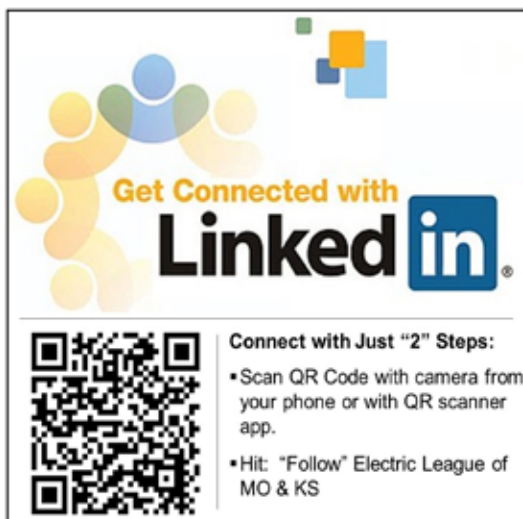 Get Connected with
Linked in®
Connect with Just “2” Steps:
▪Scan QR Code with camera from
your phone or with QR scanner
app.
▪Hit: “Follow” Electric League of
MO & KS